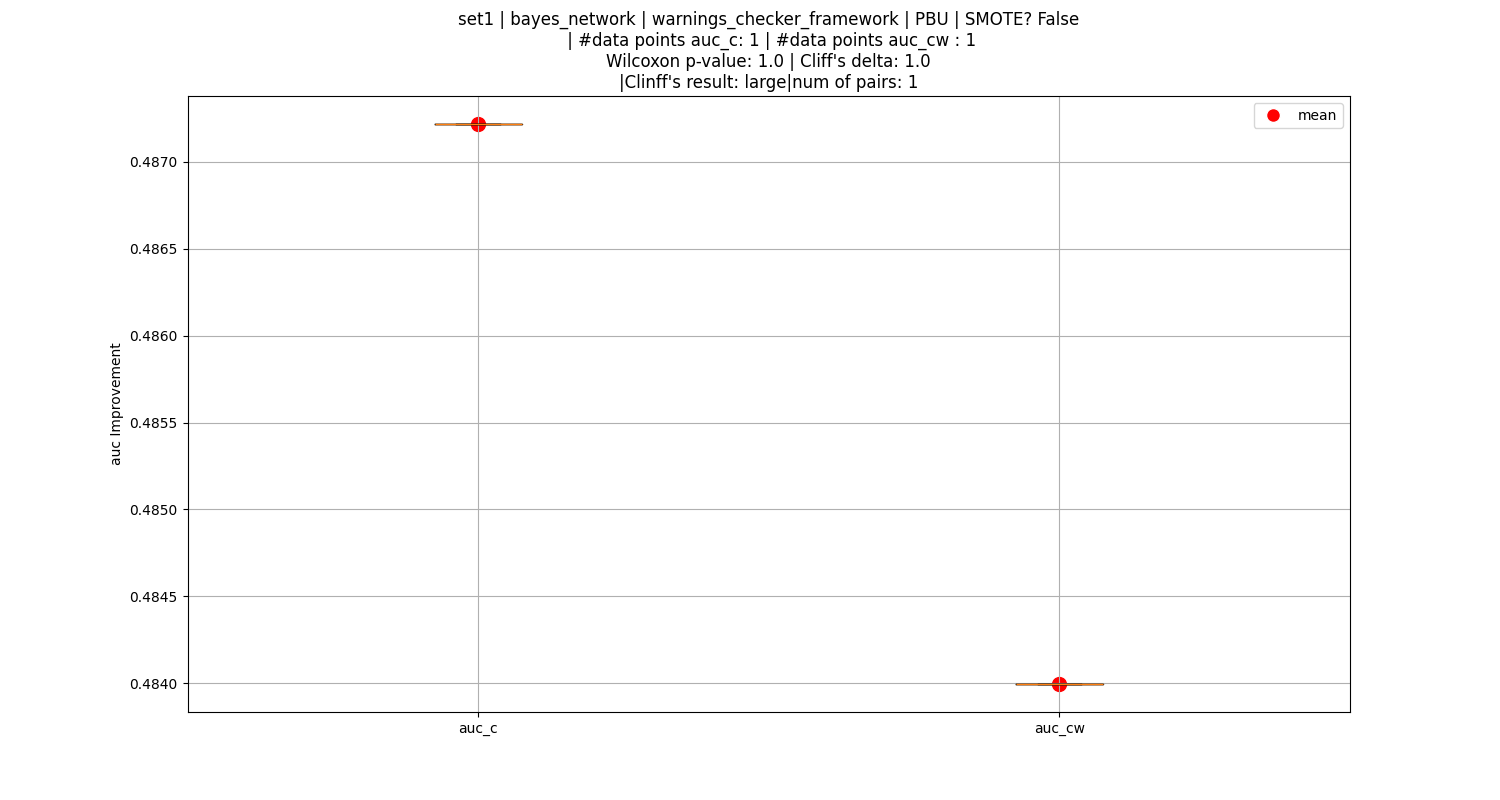 set1 | bayes_network | warnings_checker_framework | PBU | SMOTE? False
| #data points auc_c: 1 | #data points auc_cw : 1
Wilcoxon p-value: 1.0 | Cliff's delta: 1.0
|Clinff's result: large|num of pairs: 1
mean
0.4870
0.4865
0.4860
0.4855
0.4850
0.4845
0.4840
auc Improvement
auc_c
auc_cw